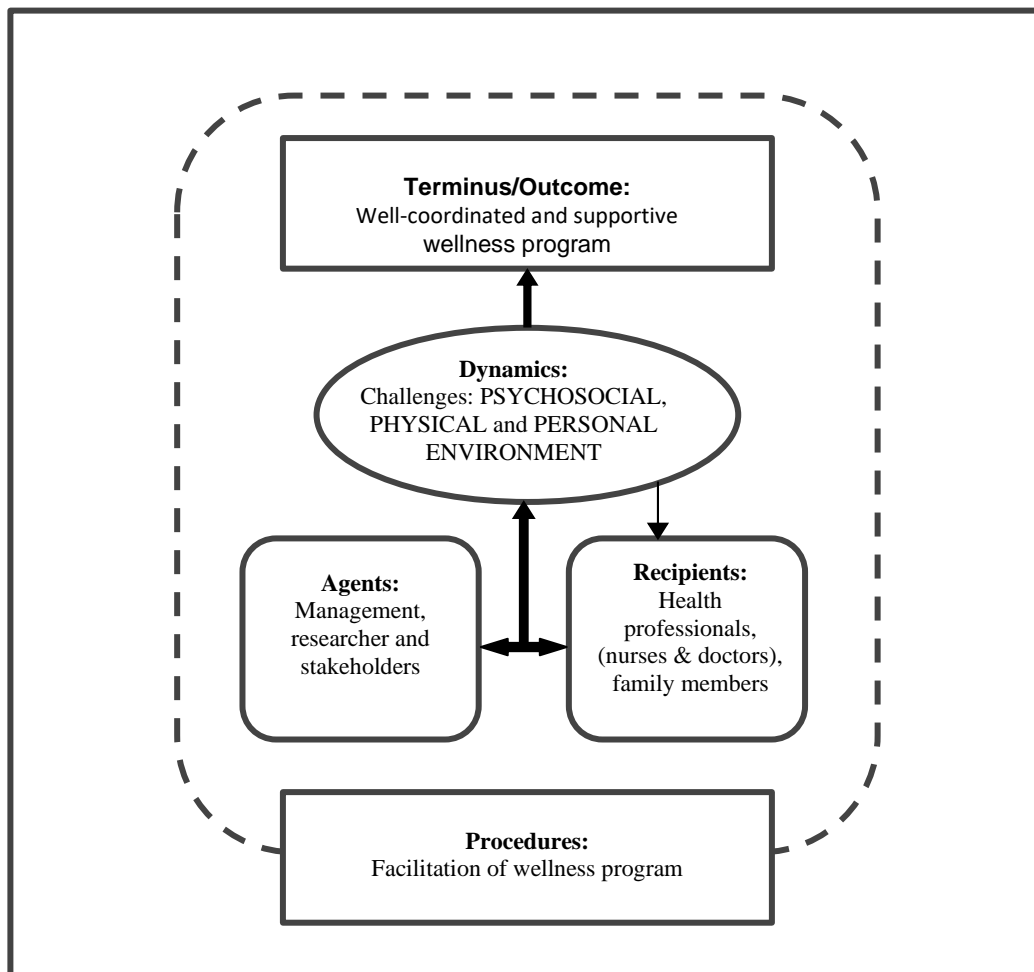 Terminus/Outcome:
Well-coordinated and supportive
wellness program
Dynamics:
Challenges: PSYCHOSOCIAL,
PHYSICAL and PERSONAL
ENVIRONMENT
Agents:
Management,
researcher and
stakeholders
Recipients:
Health
professionals,
(nurses & doctors),
family members
Procedures:
Facilitation of wellness program